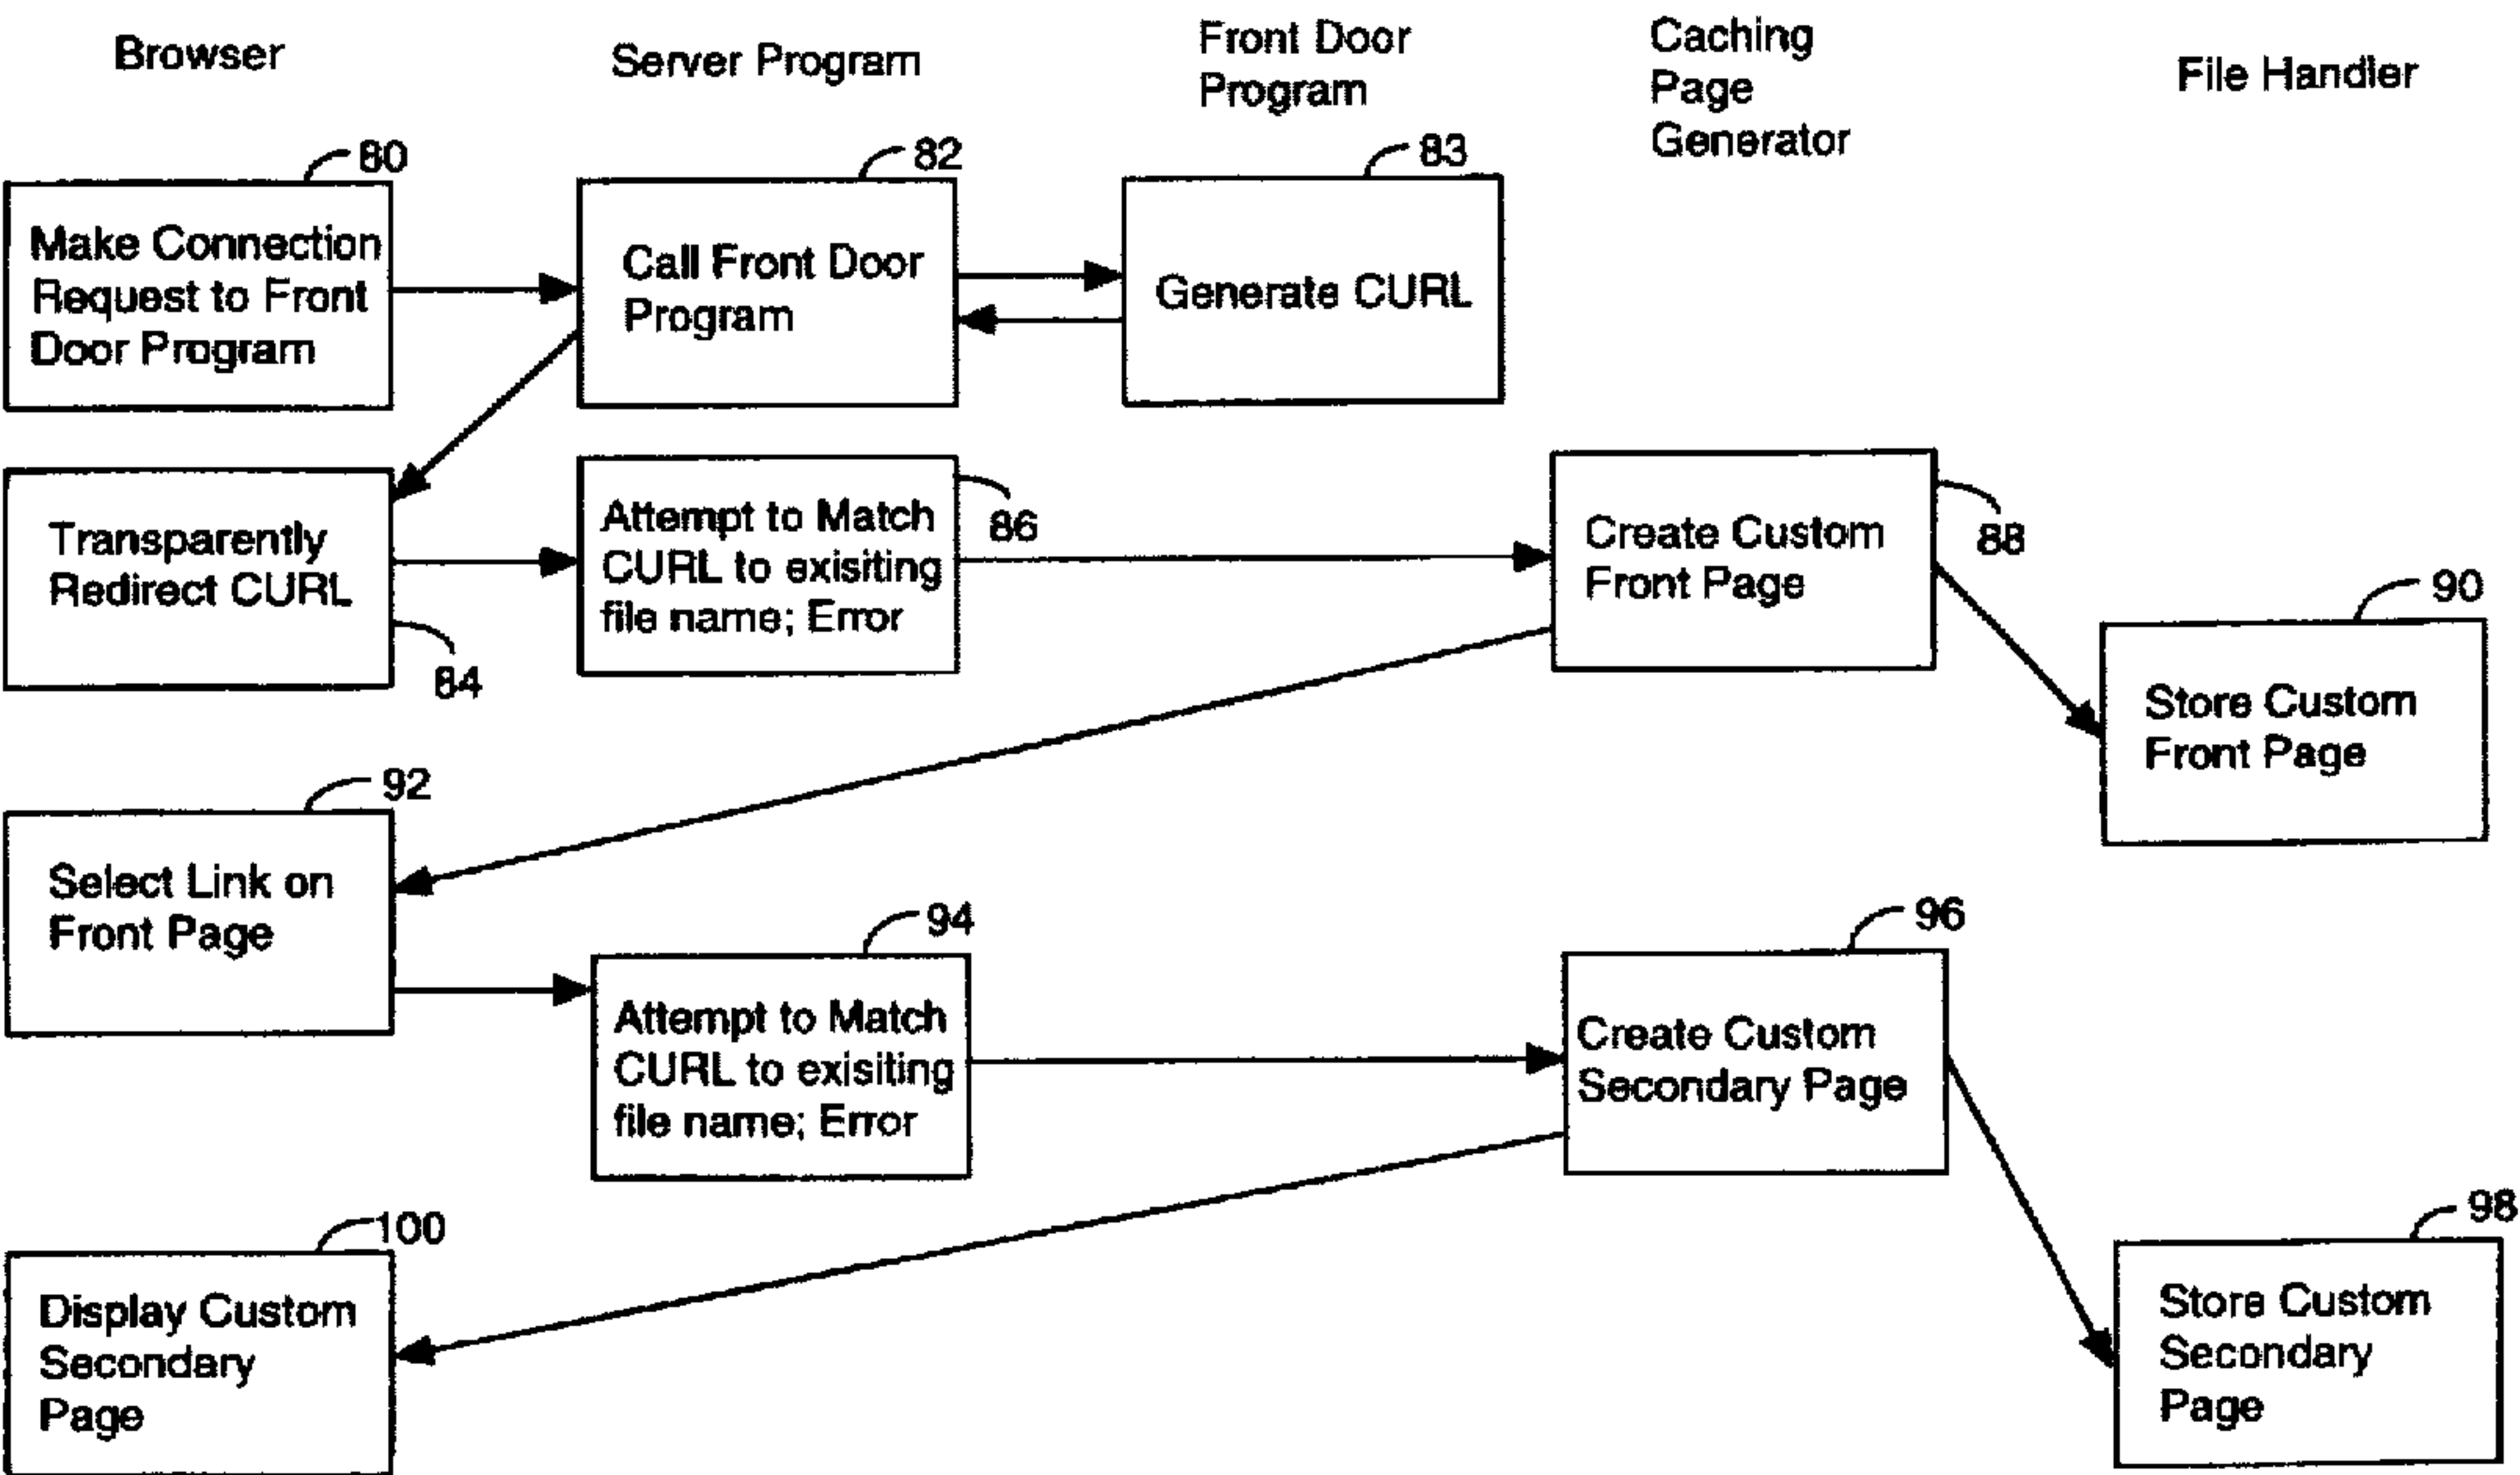 Browser
Server Program
Front Door
Program
Caching
Page
Generator
File Handler
80
Make Connection
Request to Front
Door Program
82
Call Front Door
Program
83
Generate CURL
Transparently
Redirect CURL
84
Attempt to Match
CURL to exisiting
file name; Error
86
Create Custom
Front Page
88
90
Store Custom
Front Page
92
Select Link on
Front Page
94
Attempt to Match
CURL to exisiting
file name; Error
96
Create Custom
Secondary Page
98
Store Custom
Secondary
Page
100
Display Custom
Secondary
Page